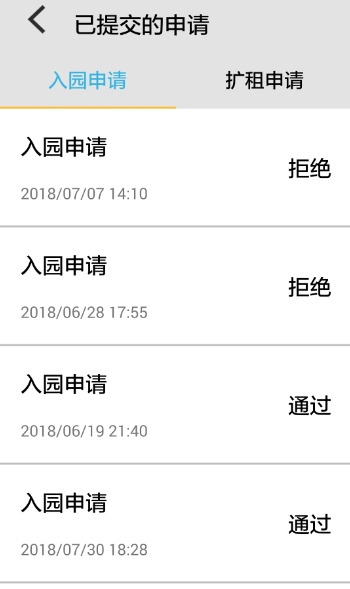 已提交的申请
入园申请
扩租申请
入园申请
拒绝
2018/07/07 14:10
入园申请
拒绝
2018/06/28 17:55
入园申请
通过
2018/06/19 21:40
入园申请
通过
2018/07/30 18:28